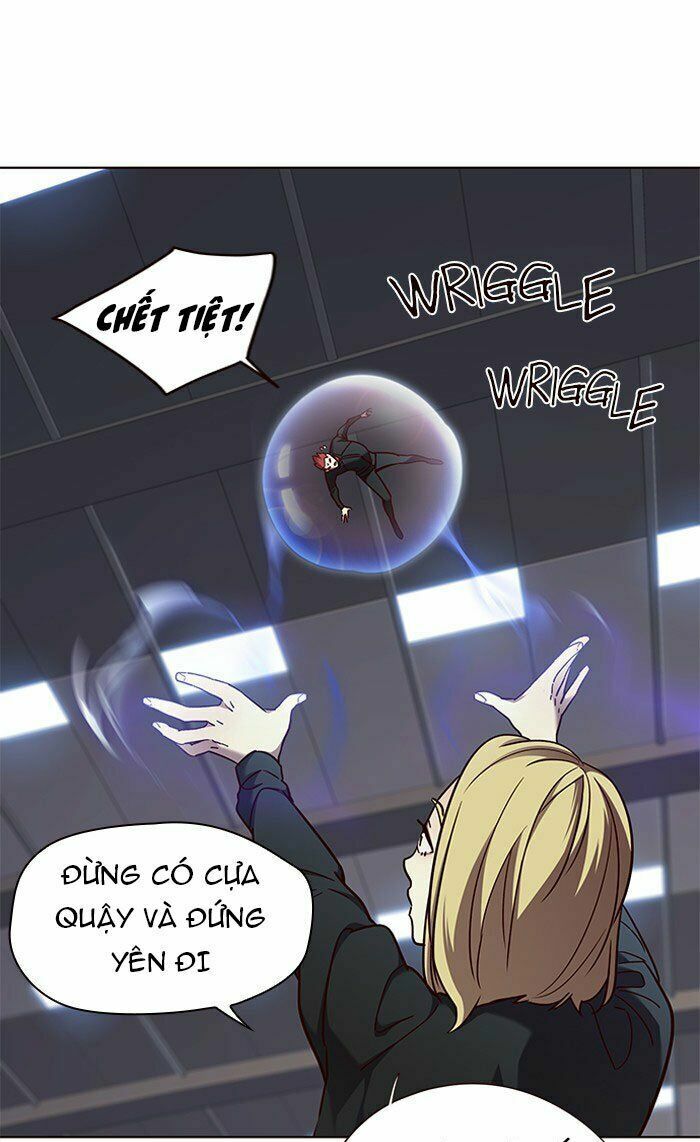 CHẾT TIỆT!
WRIGGLE
WRIGGLE
ĐỪNG CÓ CỰA
QUẬY VÀ ĐỨNG
YÊN ĐI